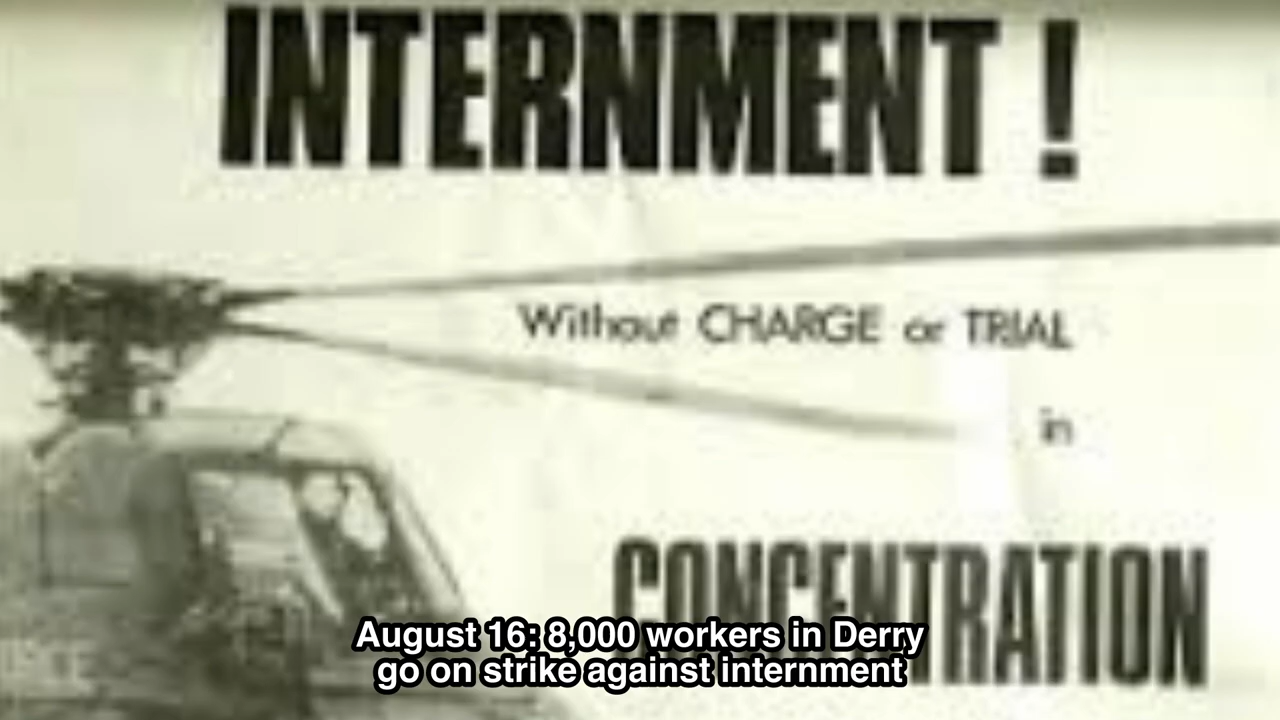 INTERNMENT !
Without CHARGE or TRIAL
in
CONCENTRATION
August 16: 8,000 workers in Derry
go on strike against internment